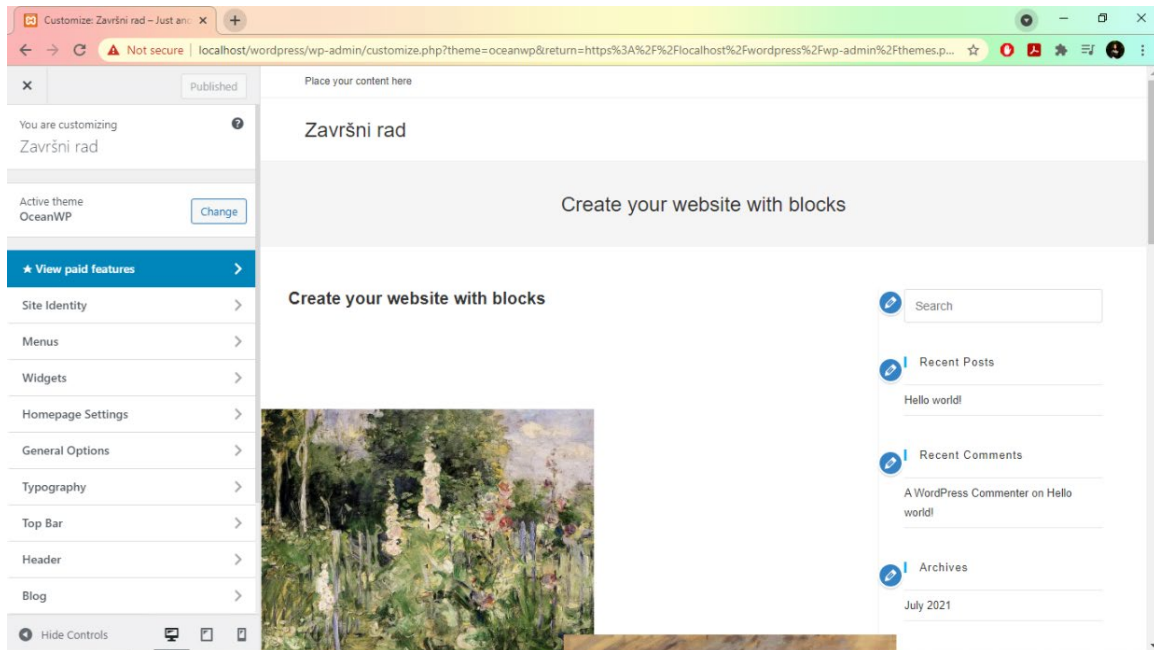 Customize: Završni rad – Just ano
Not secure | localhost/wordpress/wp-admin/customize.php?theme=oceanwp&return=https%3A%2F%2Flocalhost%2Fwordpress%2Fwp-admin%2Fthemes.p...
Published
You are customizing
Završni rad
Active theme
OceanWP
Change
★ View paid features
Site Identity
Menus
Widgets
Homepage Settings
General Options
Typography
Top Bar
Header
Blog
Hide Controls
Place your content here
Završni rad
Create your website with blocks
Create your website with blocks
Search
Recent Posts
Hello world!
Recent Comments
A WordPress Commenter on Hello
world!
Archives
July 2021